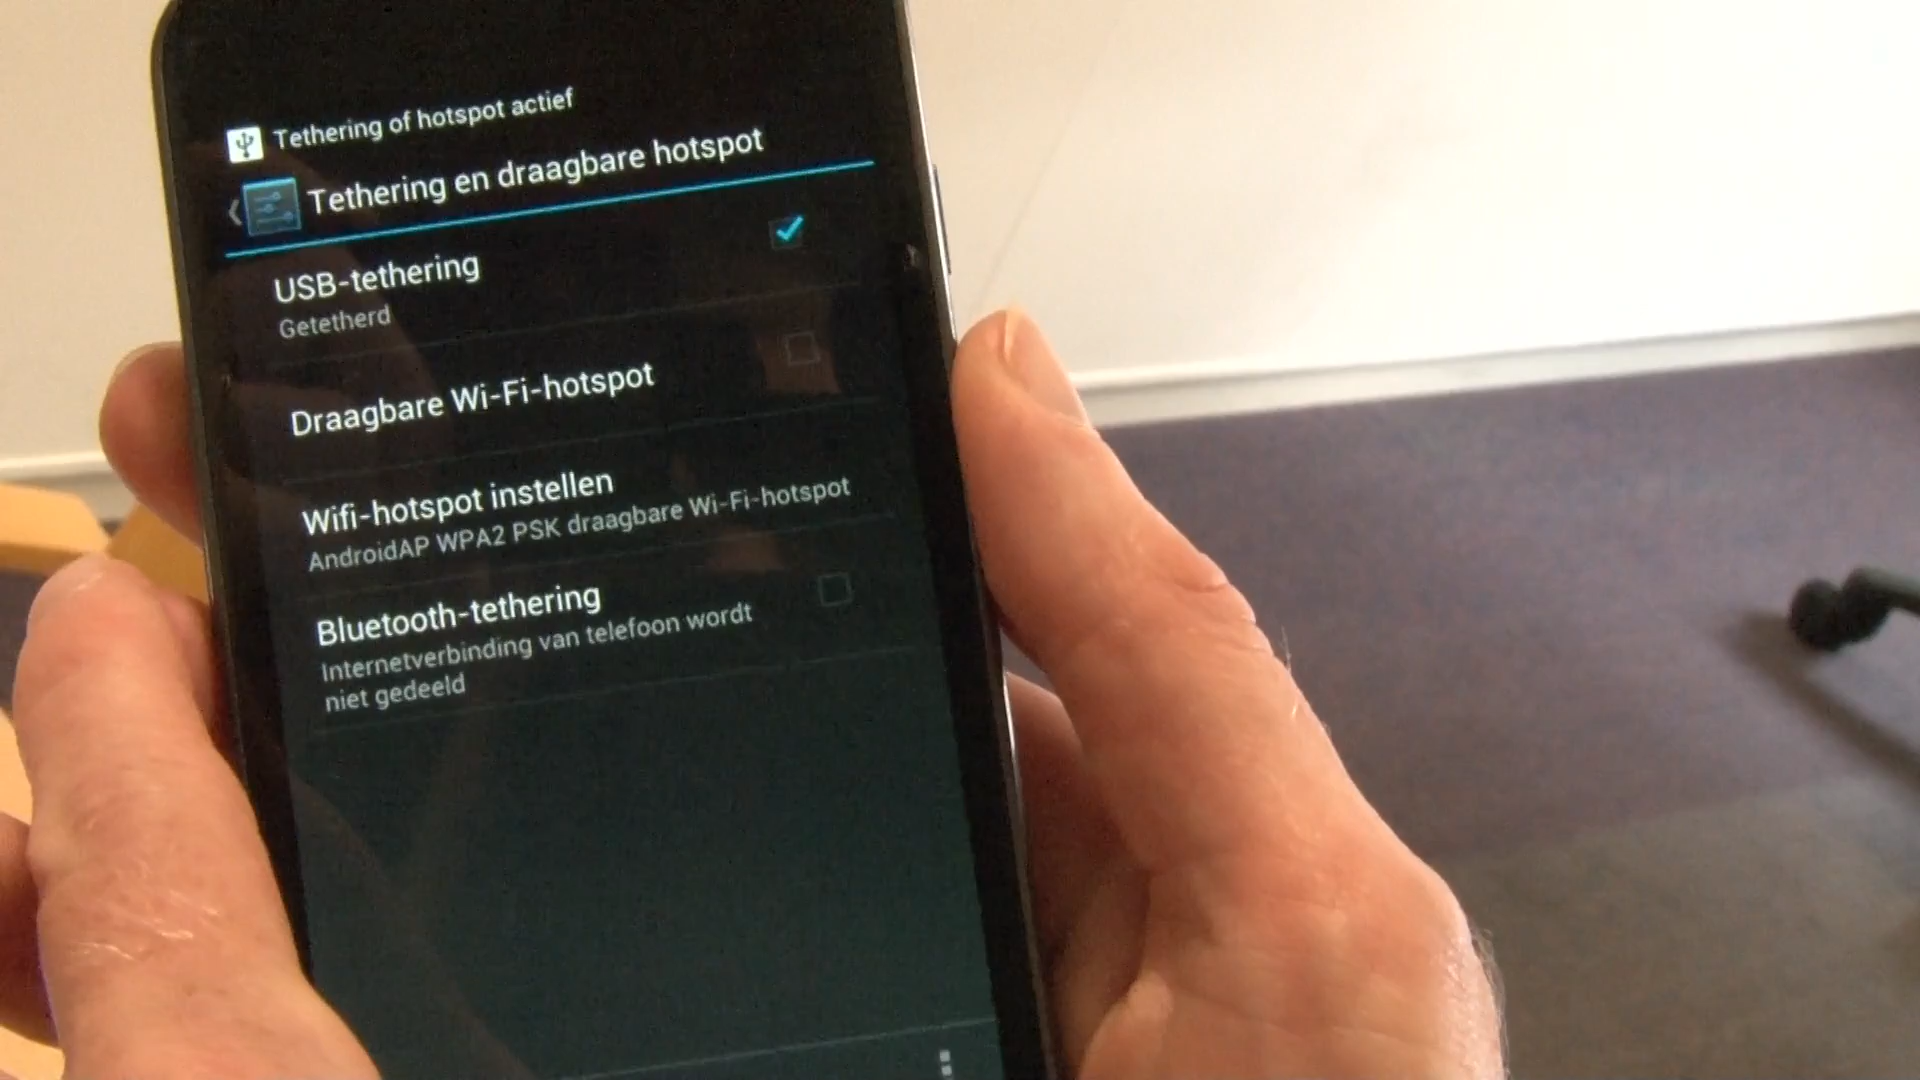 Tethering of hotspot actief
Tethering en draagbare hotspot
USB-tethering
Getetherd
Draagbare Wi-Fi-hotspot
Wifi-hotspot instellen
AndroidAP WPA2 PSK draagbare Wi-Fi-hotspot
Bluetooth-tethering
Internetverbinding van telefoon wordt
niet gedeeld